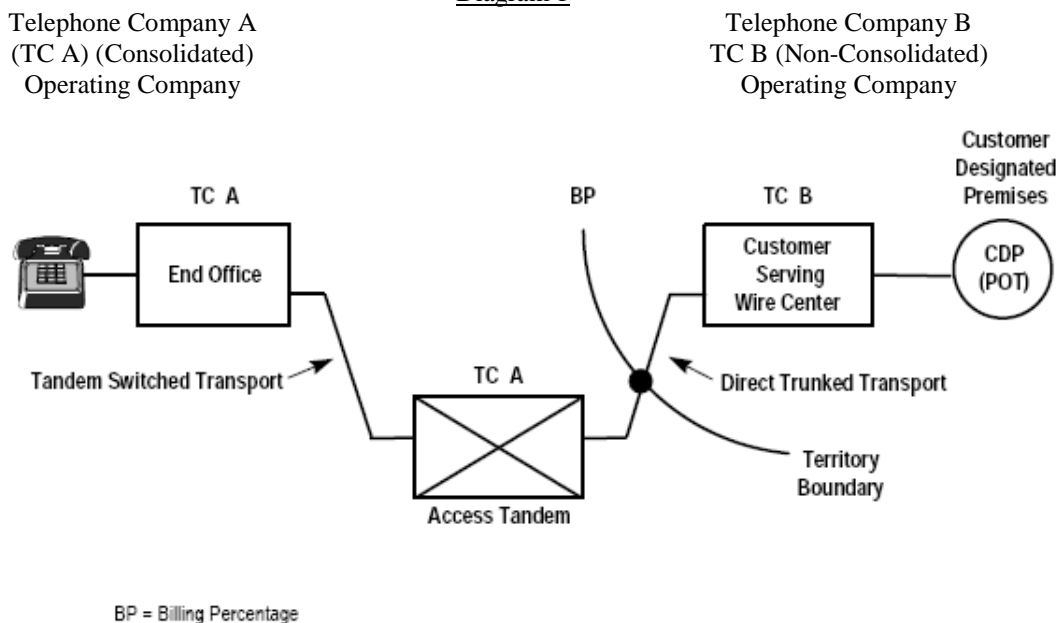 Diagram 1
Telephone Company A
(TC A) (Consolidated)
Operating Company
Telephone Company B
TC B (Non-Consolidated)
Operating Company
Customer
Designated
Premises
TC A
BP
TC B
End Office
Customer
Serving
Wire Center
CDP
(POT)
Tandem Switched Transport
TC A
Direct Trunked Transport
Territory
Boundary
Access Tandem
BP = Billing Percentage